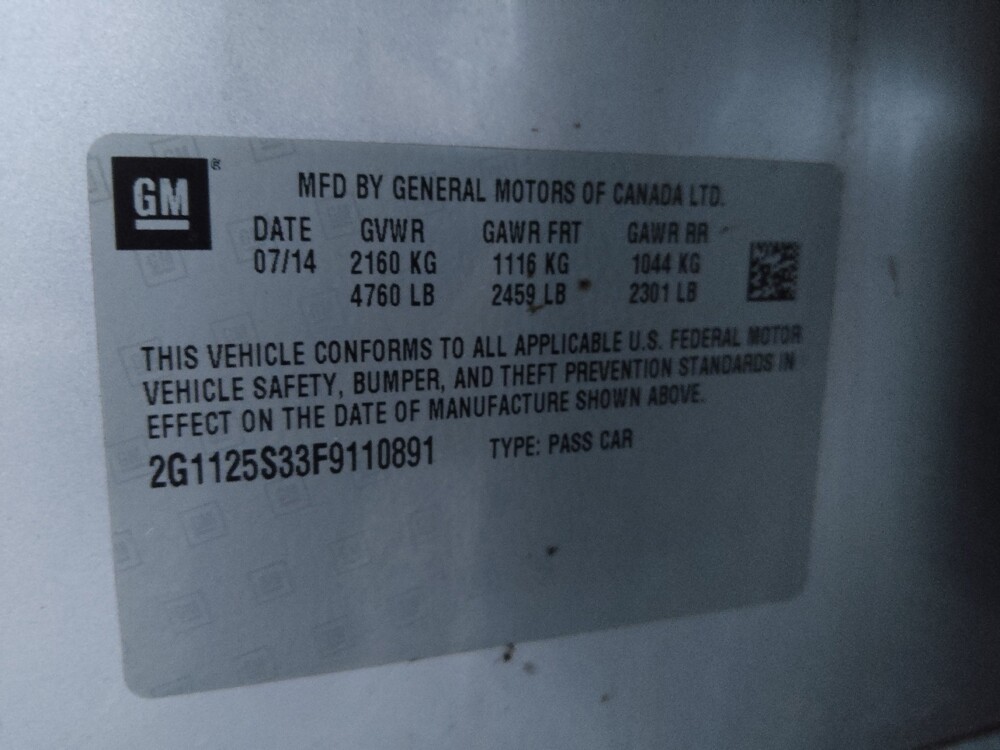 GM®
MFD BY GENERAL MOTORS OF CANADA LTD.
DATE GVWR GAWR FRT GAWR RR
07/14 2160 KG 1116 KG 1044 KG
4760 LB 2459 LB 2301 LB
THIS VEHICLE CONFORMS TO ALL APPLICABLE U.S. FEDERAL MOTOR
VEHICLE SAFETY, BUMPER, AND THEFT PREVENTION STANDARDS IN
EFFECT ON THE DATE OF MANUFACTURE SHOWN ABOVE.
2G1125S33F9110891 TYPE: PASS CAR